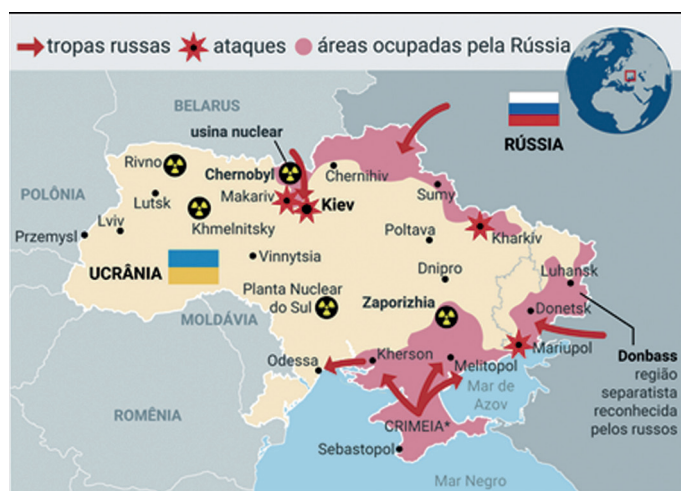 tropas russas ataques áreas ocupadas pela Rússia
BELARUS
usina nuclear
RÚSSIA
Rivno
Chernobyl
Chernihiv
POLÔNIA
Lutsk
Makariv
Kiev
Sumy
Lviv
Khmelnitsky
Poltava
Kharkiv
Przemysl
UCRÂNIA
Vinnytsia
Dnipro
Luhansk
Planta Nuclear
do Sul
Zaporizhia
Donetsk
MOLDÁVIA
Odessa
Kherson
Melitopol
Mariupol
Donbass
região
separatista
reconhecida
pelos russos
Mar de
Azov
ROMÊNIA
CRIMEIA*
Sebastopol
Mar Negro